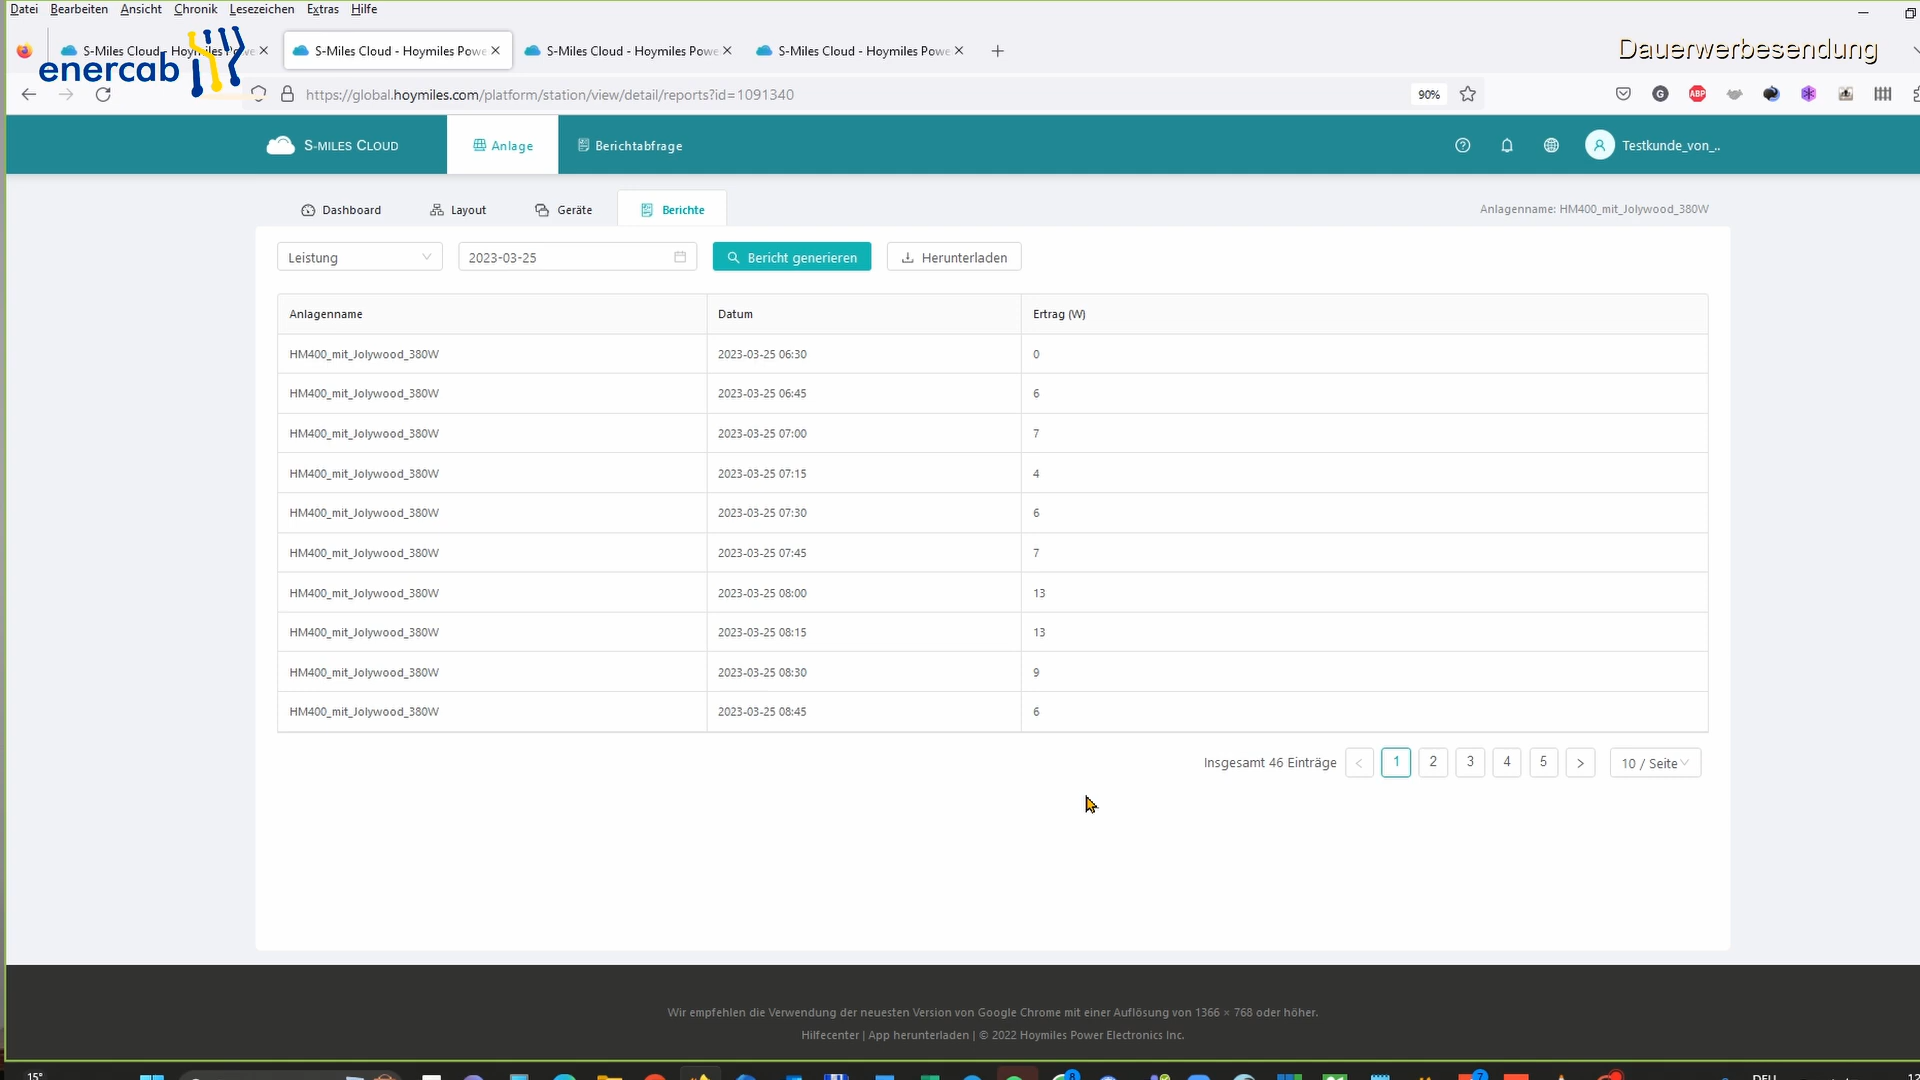 Datei Bearbeiten Ansicht Chronik Lesezeichen Extras Hilfe
S-Miles Cloud - Hoymiles Powe
S-Miles Cloud - Hoymiles Powe
S-Miles Cloud - Hoymiles Powe
Dauerwerbesendung
enercab
https://global.hoymiles.com/platform/station/view/detail/reports?id=1091340
90%
G
ABP
S-MILES CLOUD
Anlage
Berichtabfrage
Testkunde_von_..
Dashboard
Layout
Geräte
Berichte
Anlagenname: HM400_mit_Jolywood_380W
Leistung
2023-03-25
Bericht generieren
Herunterladen
Anlagenname Datum Ertrag (W)
HM400_mit_Jolywood_380W 2023-03-25 06:30 0
HM400_mit_Jolywood_380W 2023-03-25 06:45 6
HM400_mit_Jolywood_380W 2023-03-25 07:00 7
HM400_mit_Jolywood_380W 2023-03-25 07:15 4
HM400_mit_Jolywood_380W 2023-03-25 07:30 6
HM400_mit_Jolywood_380W 2023-03-25 07:45 7
HM400_mit_Jolywood_380W 2023-03-25 08:00 13
HM400_mit_Jolywood_380W 2023-03-25 08:15 13
HM400_mit_Jolywood_380W 2023-03-25 08:30 9
HM400_mit_Jolywood_380W 2023-03-25 08:45 6
Insgesamt 46 Einträge < 1 2 3 4 5 > 10 / Seite
Wir empfehlen die Verwendung der neuesten Version von Google Chrome mit einer Auflösung von 1366 × 768 oder höher.
Hilfecenter | App herunterladen | © 2022 Hoymiles Power Electronics Inc.
15°
8
7